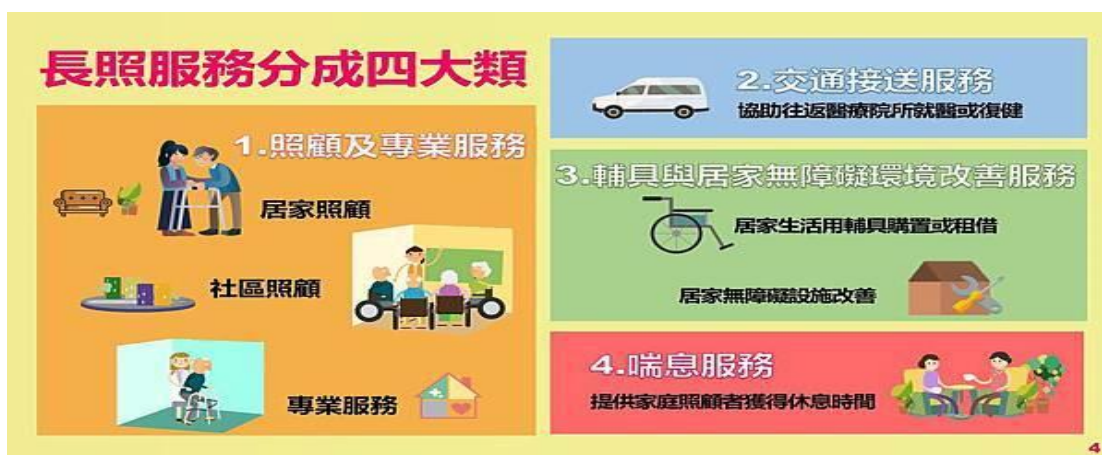 長照服務分成四大類
1.照顧及專業服務
居家照顧
社區照顧
專業服務
2.交通接送服務
協助往返醫療院所就醫或復健
3.輔具與居家無障礙環境改善服務
居家生活用輔具購置或租借
居家無障礙設施改善
4.喘息服務
提供家庭照顧者獲得休息時間
4